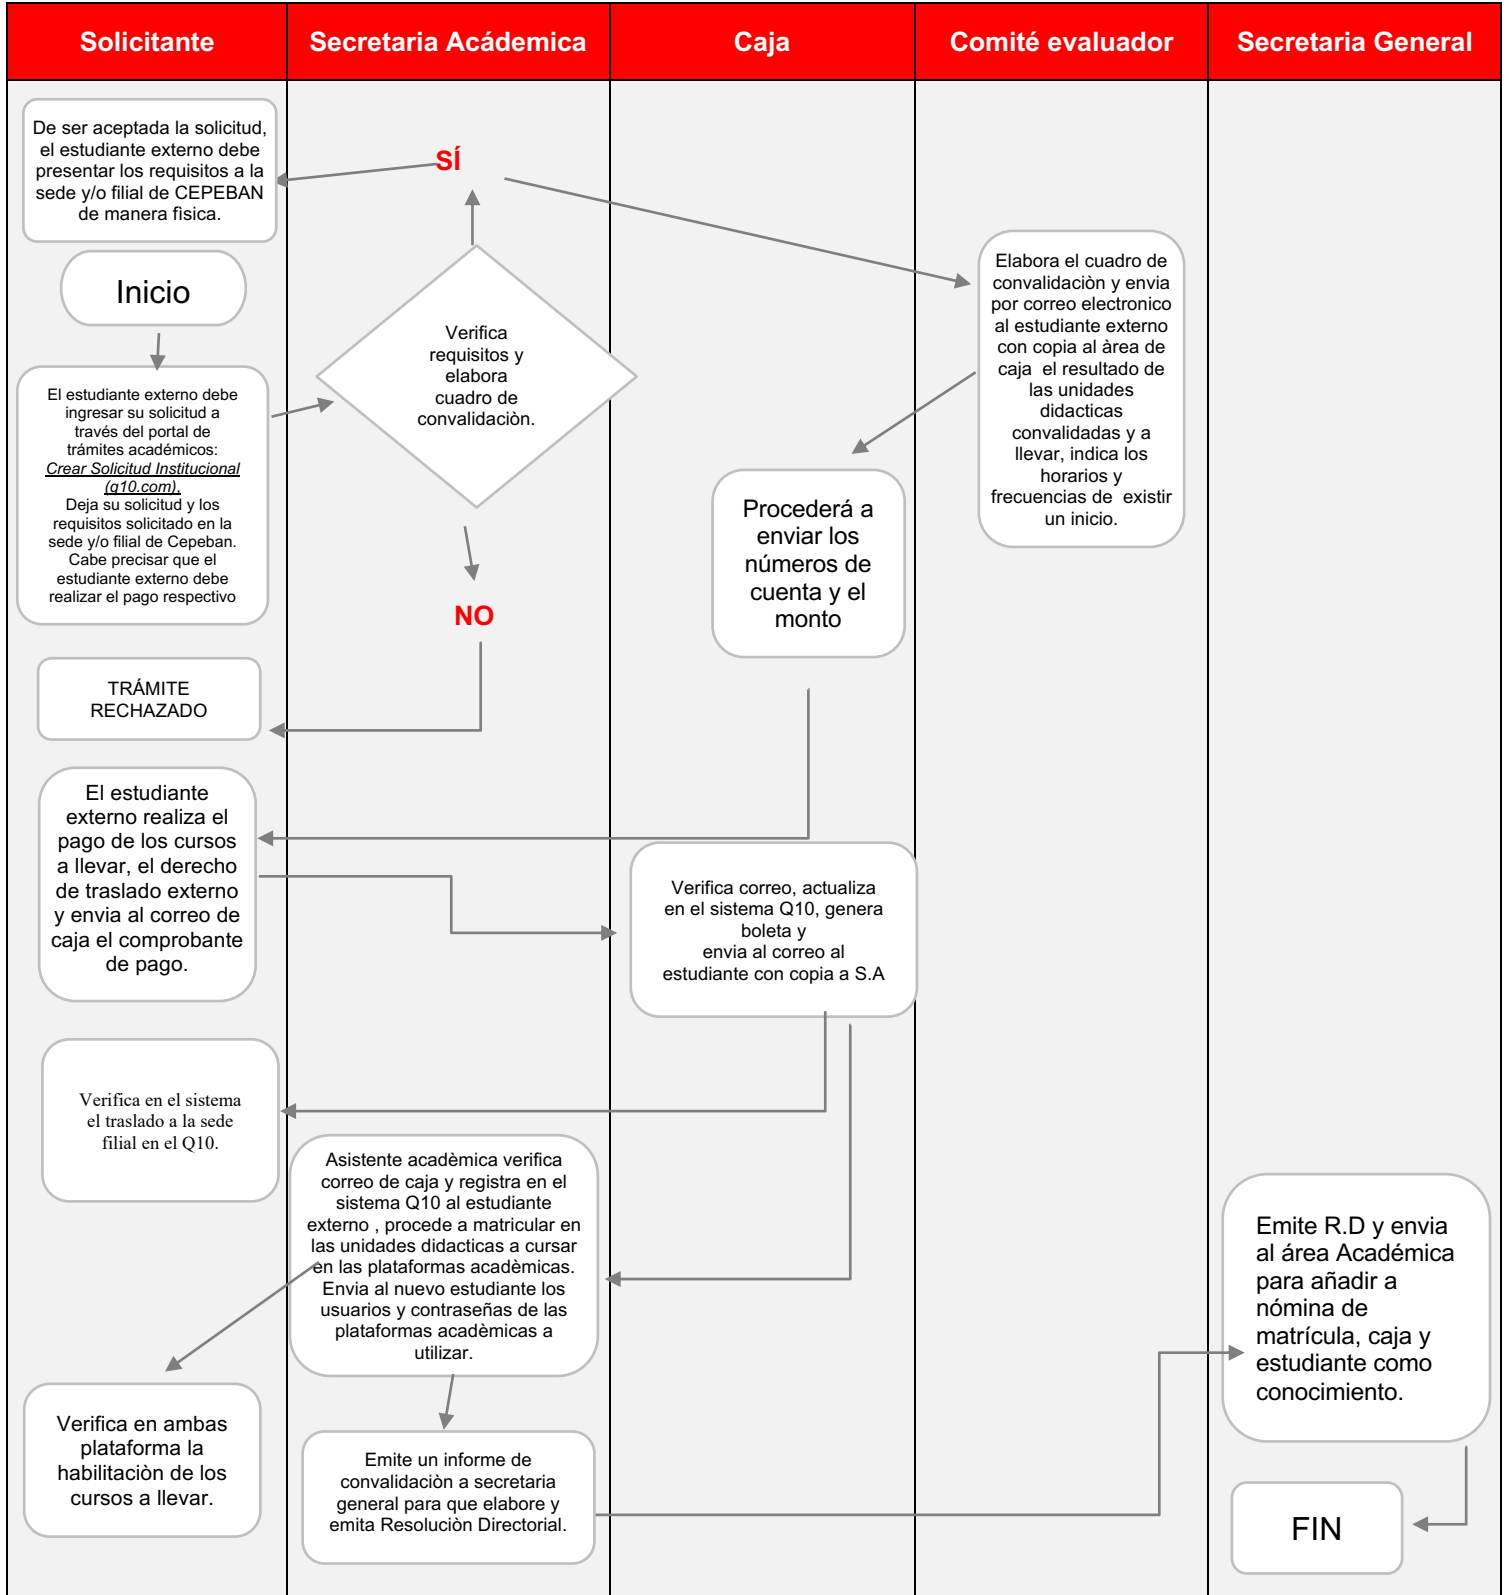 Solicitante
Secretaria Acádemica
Caja
Comité evaluador
Secretaria General
De ser aceptada la solicitud,
el estudiante externo debe
presentar los requisitos a la
sede y/o filial de CEPEBAN
de manera fisica.
SÍ
Inicio
El estudiante externo debe
ingresar su solicitud a
través del portal de
trámites académicos:
Crear Solicitud Institucional
(q10.com).
Deja su solicitud y los
requisitos solicitado en la
sede y/o filial de Cepeban.
Cabe precisar que el
estudiante externo debe
realizar el pago respectivo
Verifica
requisitos y
elabora
cuadro de
convalidaciòn.
NO
Elabora el cuadro de
convalidaciòn y envia
por correo electronico
al estudiante externo
con copia al àrea de
caja el resultado de
las unidades
didacticas
convalidadas y a
llevar, indica los
horarios y
frecuencias de existir
un inicio.
Procederá a
enviar los
números de
cuenta y el
monto
TRÁMITE
RECHAZADO
El estudiante
externo realiza el
pago de los cursos
a llevar, el derecho
de traslado externo
y envia al correo de
caja el comprobante
de pago.
Verifica correo, actualiza
en el sistema Q10, genera
boleta y
envia al correo al
estudiante con copia a S.A
Verifica en el sistema
el traslado a la sede
filial en el Q10.
Asistente acadèmica verifica
correo de caja y registra en el
sistema Q10 al estudiante
externo , procede a matricular en
las unidades didacticas a cursar
en las plataformas acadèmicas.
Envia al nuevo estudiante los
usuarios y contraseñas de las
plataformas acadèmicas a
utilizar.
Emite R.D y envia
al área Académica
para añadir a
nómina de
matrícula, caja y
estudiante como
conocimiento.
Verifica en ambas
plataforma la
habilitaciòn de los
cursos a llevar.
Emite un informe de
convalidaciòn a secretaria
general para que elabore y
emita Resoluciòn Directorial.
FIN